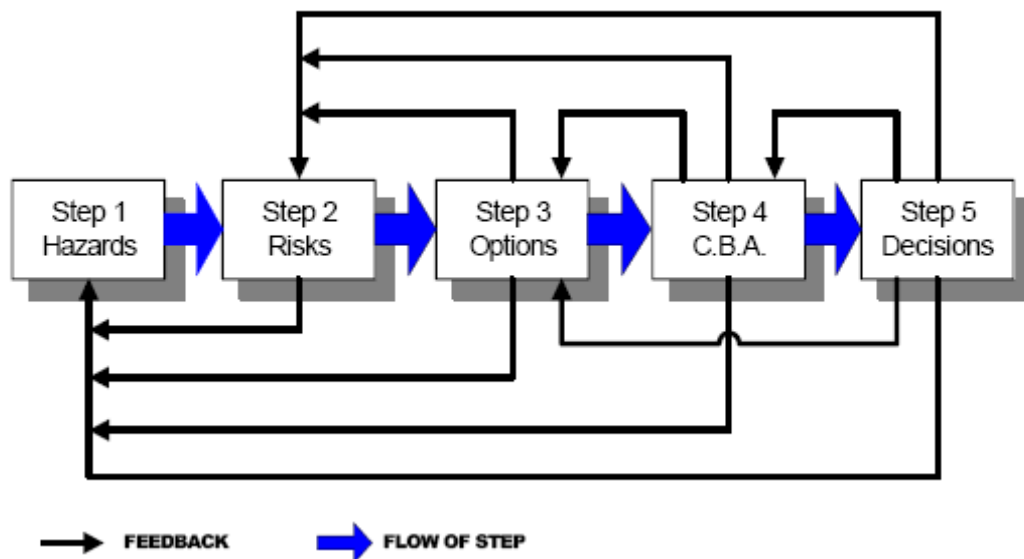 Step 1
Hazards
Step 2
Risks
Step 3
Options
Step 4
C.B.A.
Step 5
Decisions
FEEDBACK
FLOW OF STEP